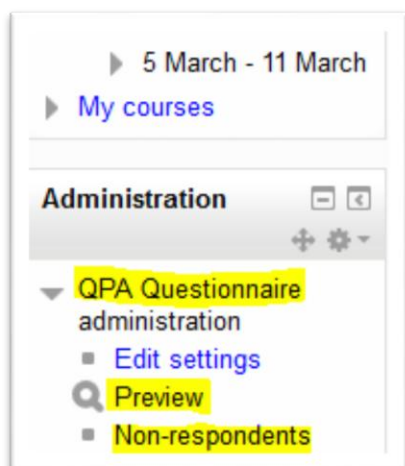 5 March - 11 March
My courses
Administration
QPA Questionnaire
administration
Edit settings
Preview
Non-respondents